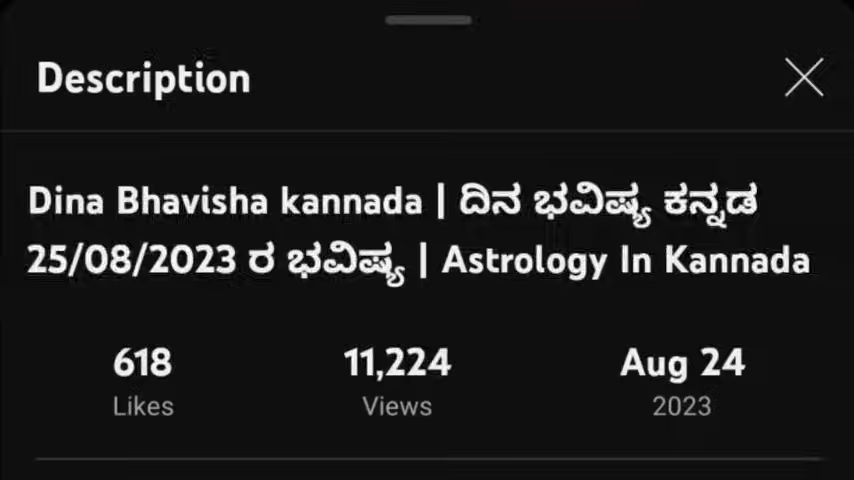 Description
Dina Bhavisha kannada | ದಿನ ಭವಿಷ್ಯ ಕನ್ನಡ
25/08/2023 ರ ಭವಿಷ್ಯ | Astrology In Kannada
618 11,224 Aug 24
Likes Views 2023